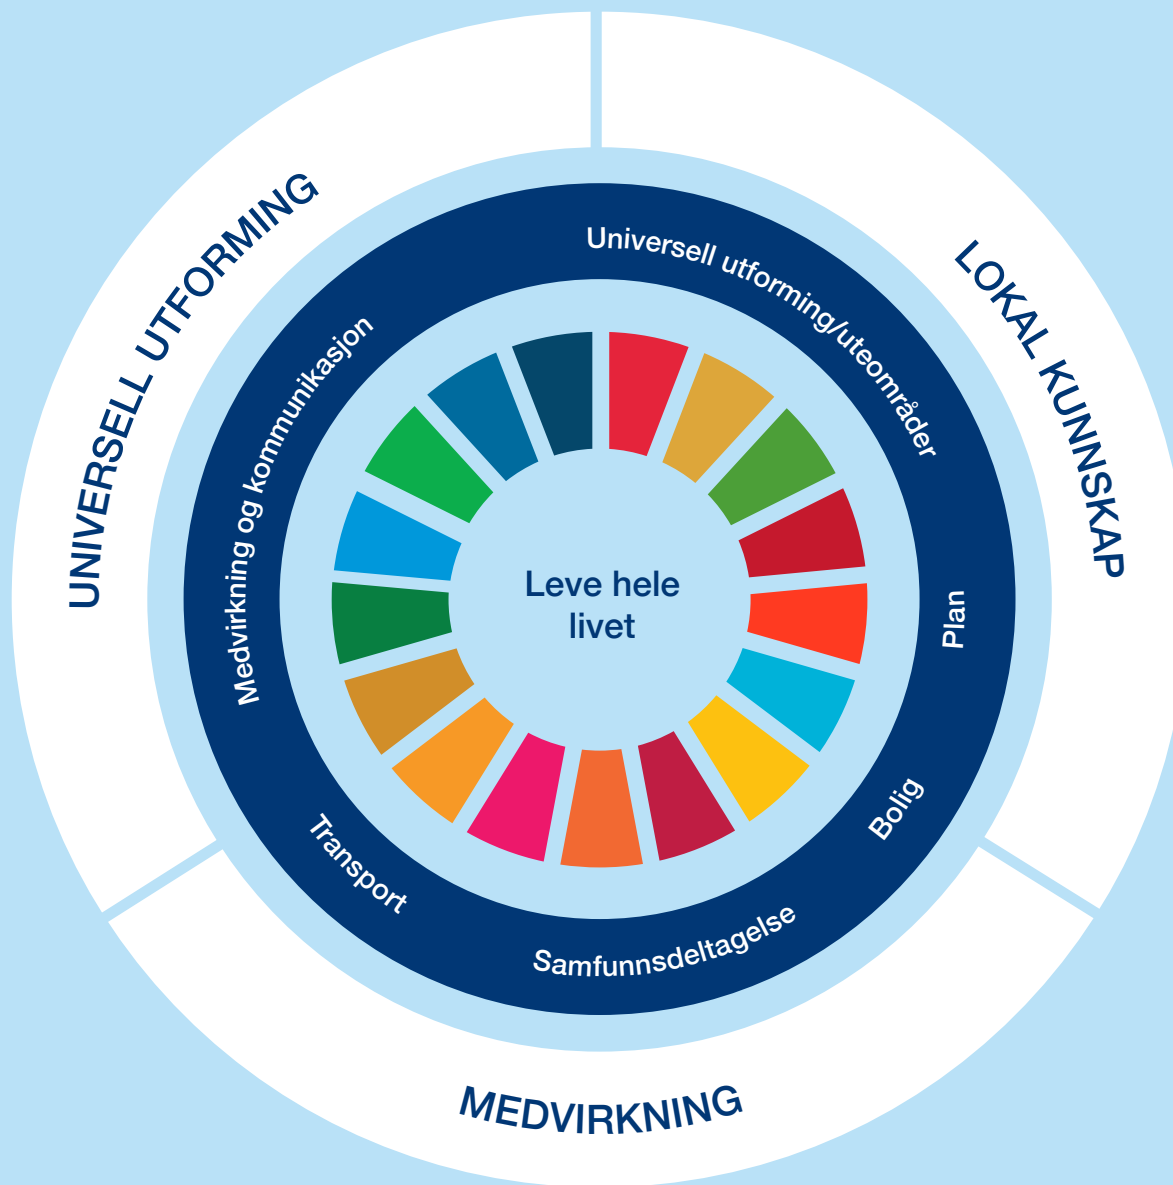 UNIVERSELL UTFORMING
LOKAL KUNNSKAP
MEDVIRKNING
Universell utforming/uteområder
Plan
Bolig
Samfunnsdeltagelse
Transport
Medvirkning og kommunikasjon
Leve hele
livet